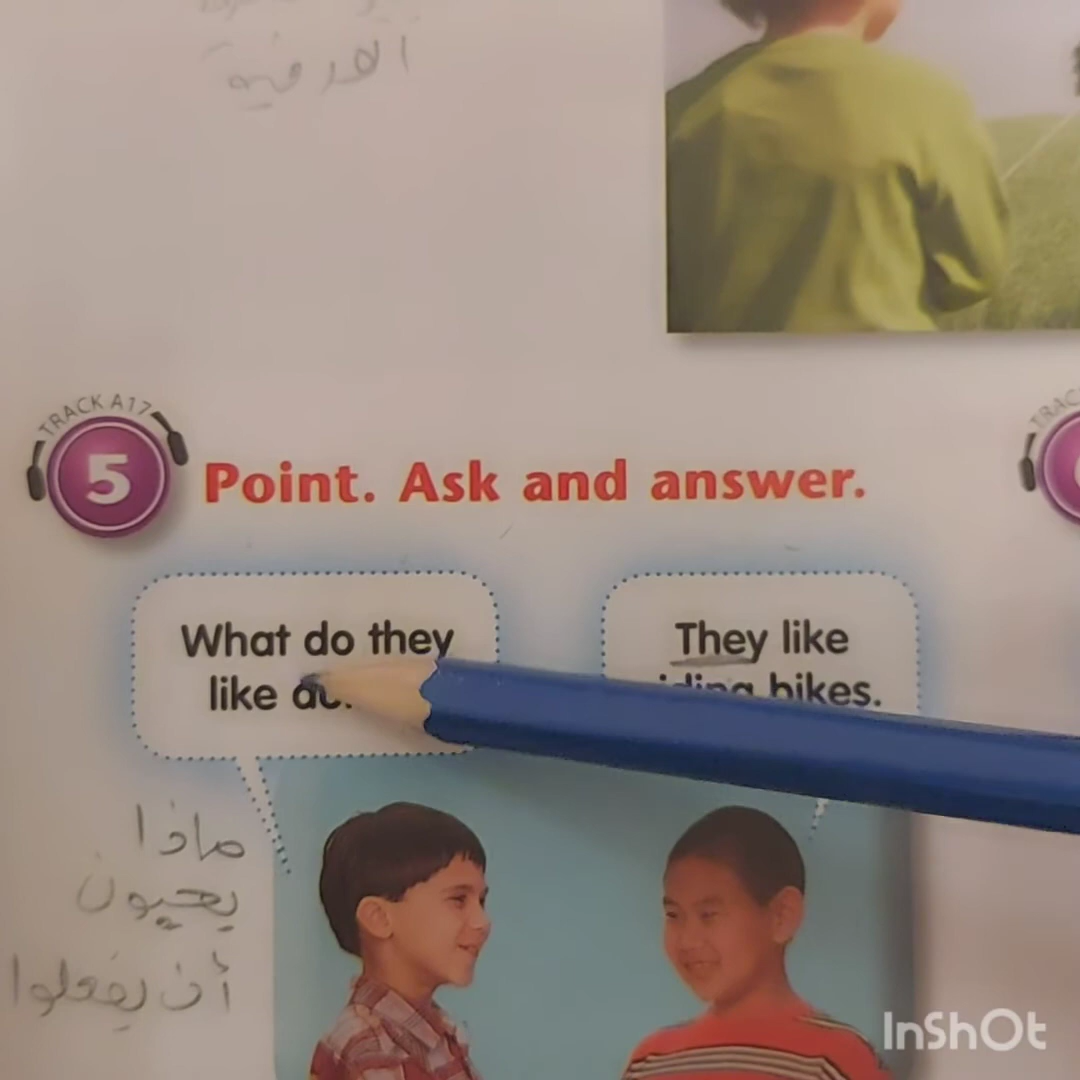 TRACK A17
5
Point. Ask and answer.
What do they
like
They like
bikes.
ماذا
يحبون
أن يفعلوا
InShOt